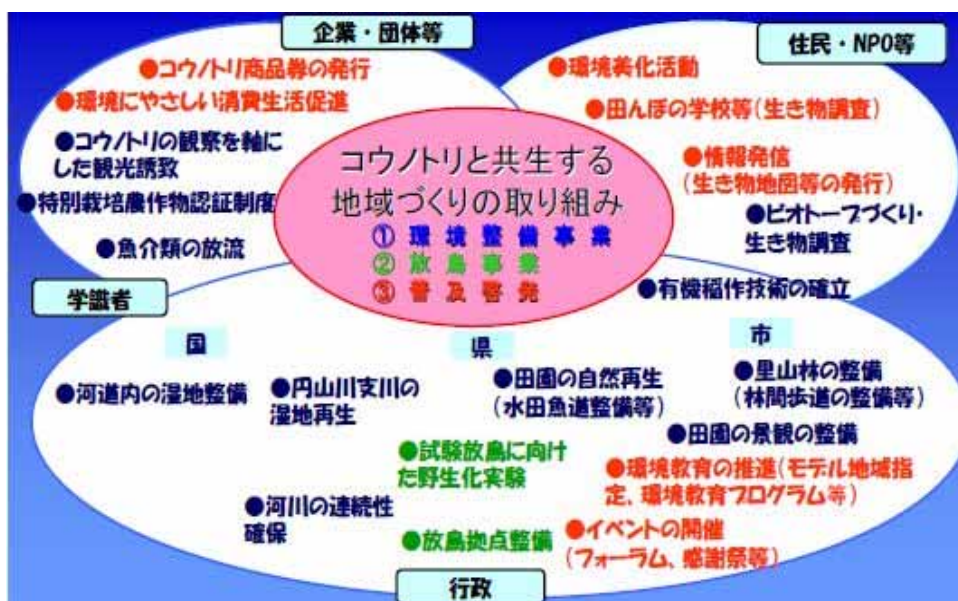 企業・団体等
住民・NPO等
●コウノトリ商品券の発行
●環境にやさしい消費生活促進
●コウノトリの観察を軸に
した観光誘致
●特別栽培農作物認証制度
●魚介類の放流
●環境美化活動
●田んぼの学校等(生き物調査)
●情報発信
(生き物地図等の発行)
●ビオトープづくり・
生き物調査
●有機稲作技術の確立
コウノトリと共生する
地域づくりの取り組み
① 環境整備事業
② 放鳥事業
③ 普及啓発
学識者
国
県
市
●河道内の湿地整備
●円山川支川の
湿地再生
●田園の自然再生
(水田魚道整備等)
●里山林の整備
(林間歩道の整備等)
●田園の景観の整備
●試験放鳥に向け
た野生化実験
●環境教育の推進(モデル地域指
定、環境教育プログラム等)
●河川の連続性
確保
●放鳥拠点整備
●イベントの開催
(フォーラム、感謝祭等)
行政